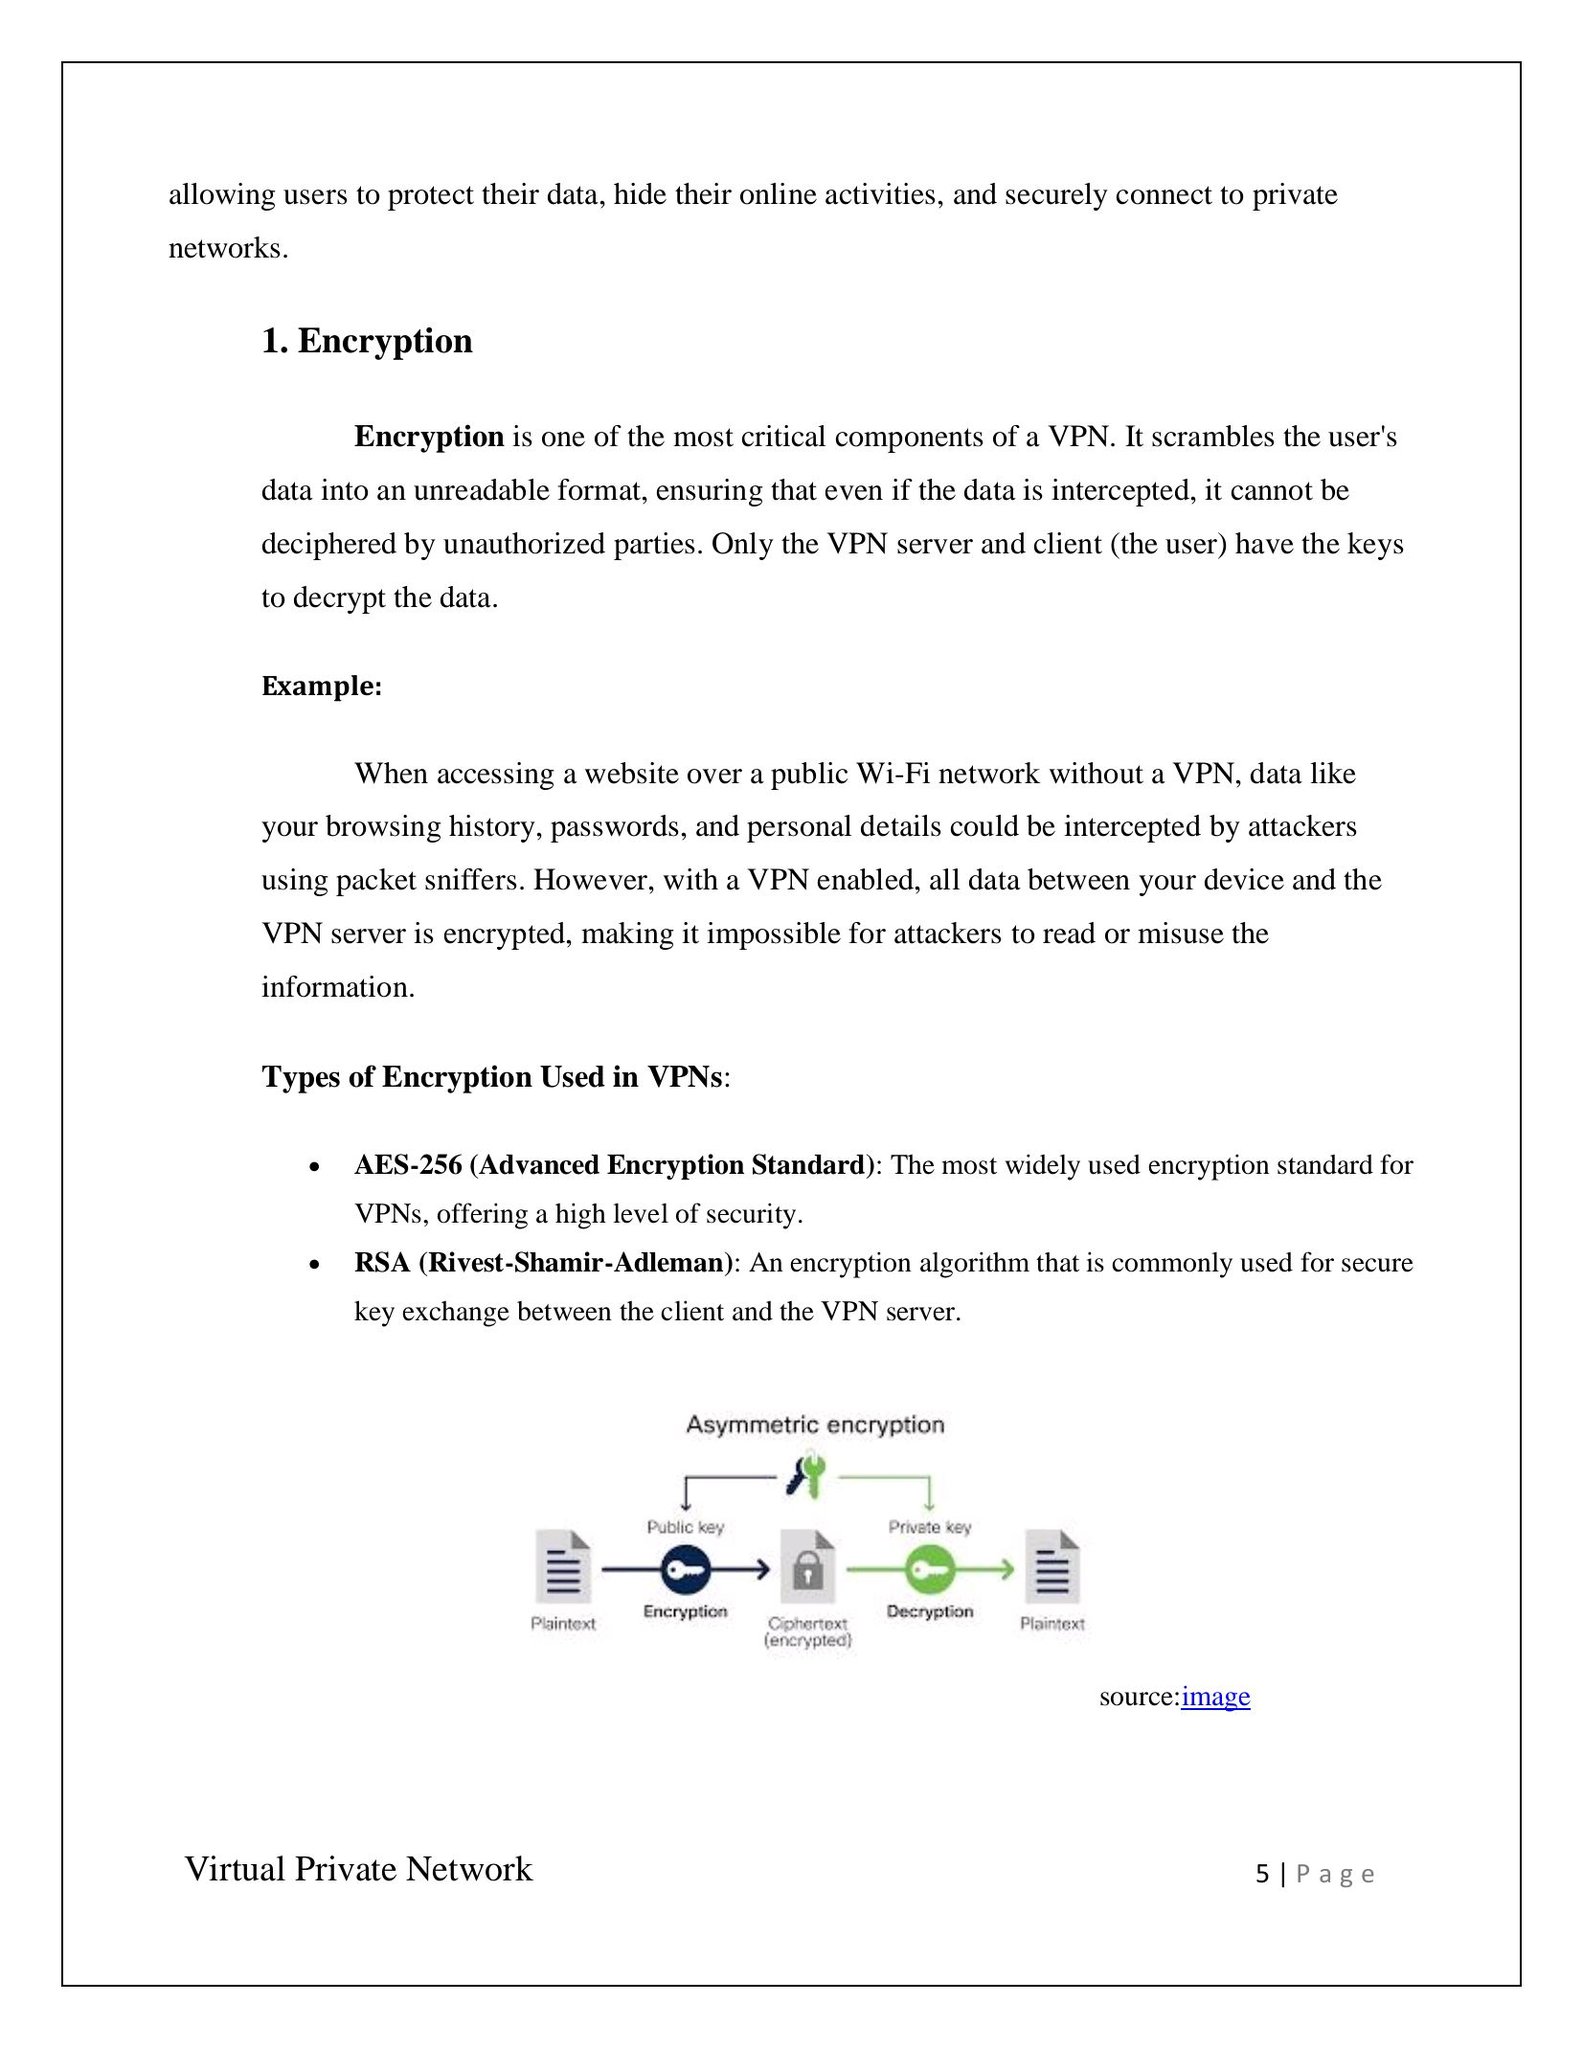 allowing users to protect their data, hide their online activities, and securely connect to private
networks.
1. Encryption
Encryption is one of the most critical components of a VPN. It scrambles the user's
data into an unreadable format, ensuring that even if the data is intercepted, it cannot be
deciphered by unauthorized parties. Only the VPN server and client (the user) have the keys
to decrypt the data.
Example:
When accessing a website over a public Wi-Fi network without a VPN, data like
your browsing history, passwords, and personal details could be intercepted by attackers
using packet sniffers. However, with a VPN enabled, all data between your device and the
VPN server is encrypted, making it impossible for attackers to read or misuse the
information.
Types of Encryption Used in VPNs:
• AES-256 (Advanced Encryption Standard): The most widely used encryption standard for
VPNs, offering a high level of security.
• RSA (Rivest-Shamir-Adleman): An encryption algorithm that is commonly used for secure
key exchange between the client and the VPN server.
Asymmetric encryption
Public key
Private key
Encryption
Decryption
Plaintext
Ciphertext
(encrypted)
Plaintext
source:image
Virtual Private Network
5 | Page